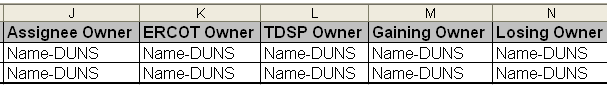 J K L M N
Assignee Owner ERCOT Owner TDSP Owner Gaining Owner Losing Owner
Name-DUNS Name-DUNS Name-DUNS Name-DUNS Name-DUNS
Name-DUNS Name-DUNS Name-DUNS Name-DUNS Name-DUNS